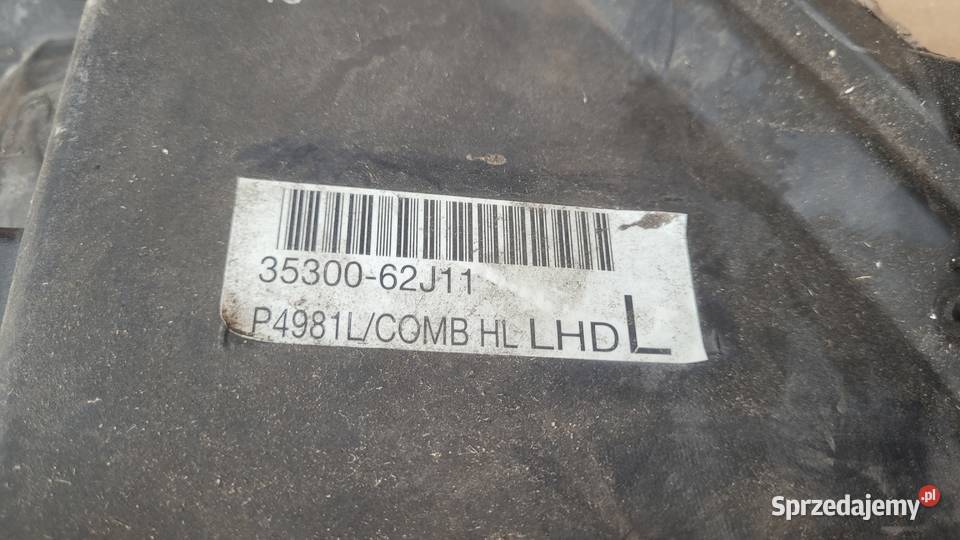 35300-62J11
P4981L/COMB HL LHD L
Sprzedajemy.pl